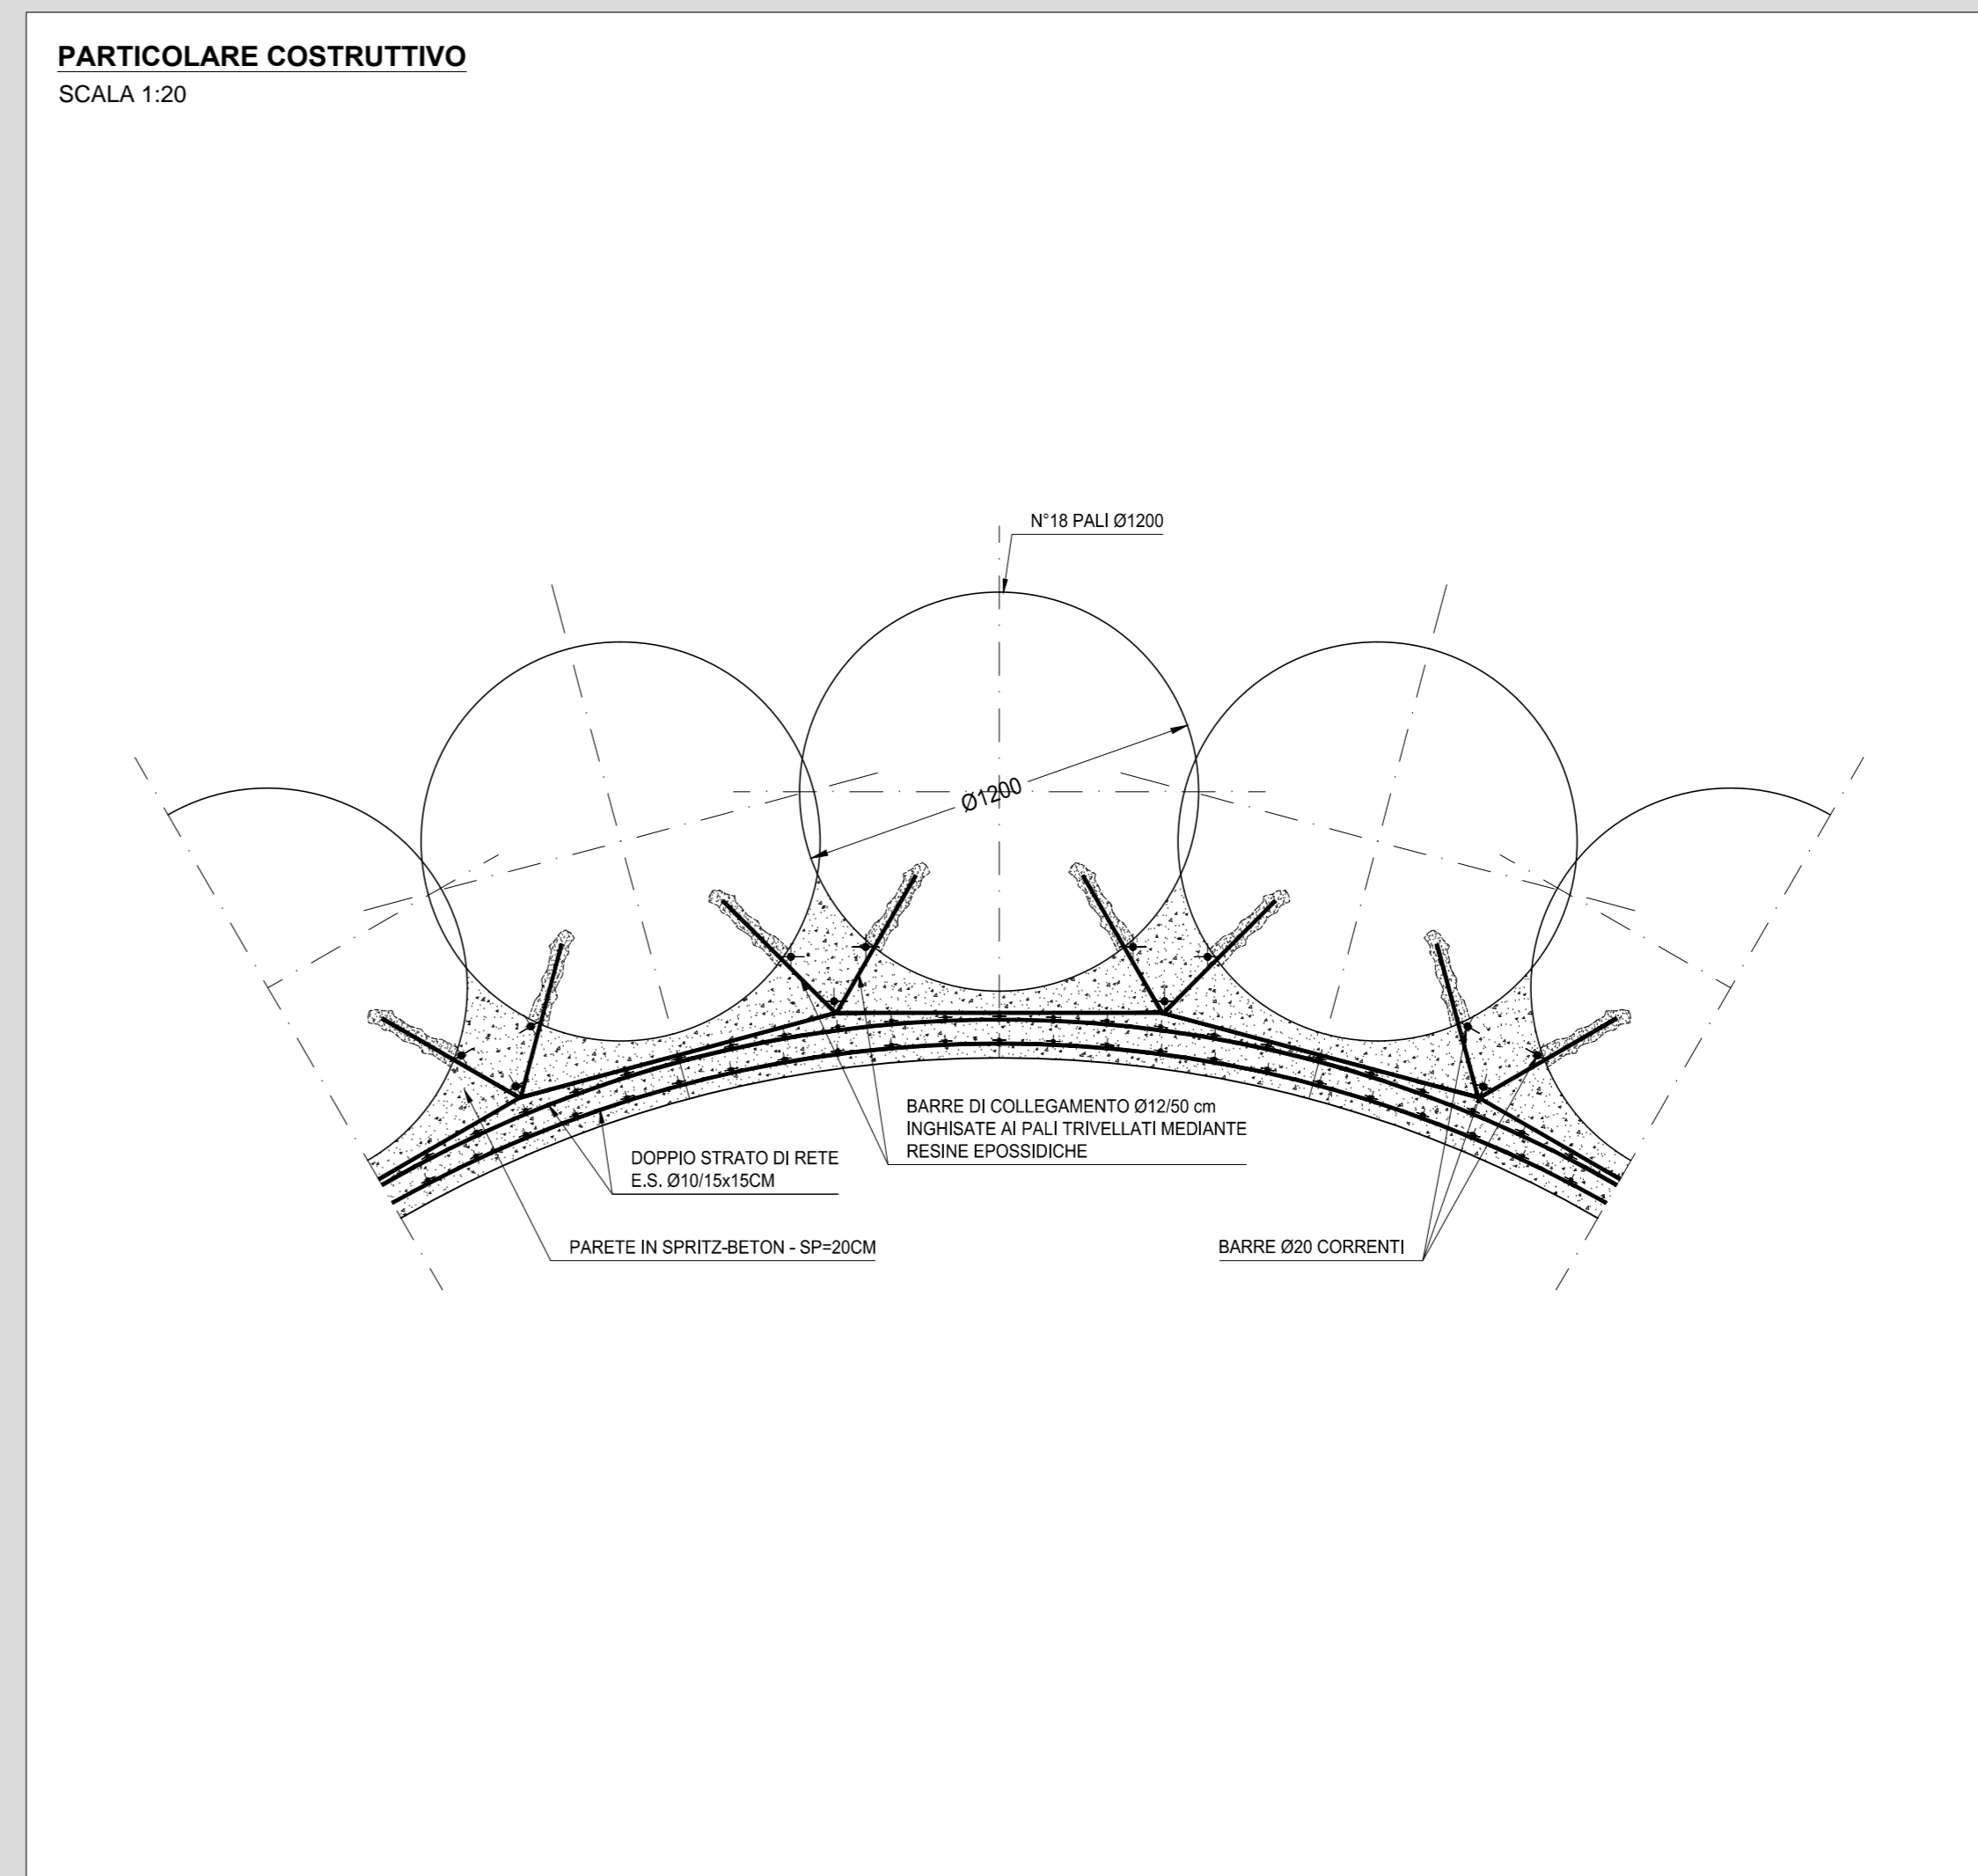 PARTICOLARE COSTRUTTIVO
SCALA 1:20
N°18 PALI Ø1200
Ø1200
BARRE DI COLLEGAMENTO Ø12/50 cm
INGHISATE AI PALI TRIVELLATI MEDIANTE
RESINE EPOSSIDICHE
DOPPIO STRATO DI RETE
E.S. Ø10/15x15CM
PARETE IN SPRITZ-BETON - SP=20CM
BARRE Ø20 CORRENTI